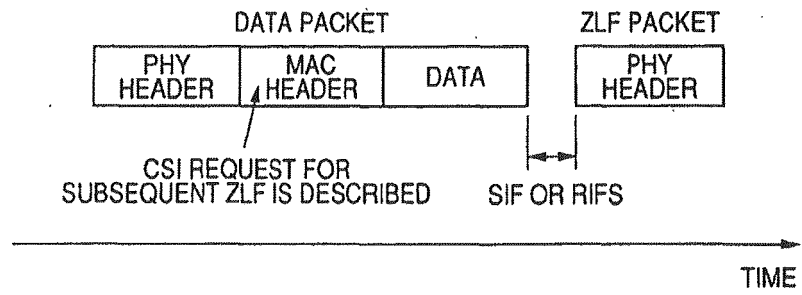 DATA PACKET
ZLF PACKET
PHY HEADER
MAC HEADER
DATA
PHY HEADER
CSI REQUEST FOR
SUBSEQUENT ZLF IS DESCRIBED
SIF OR RIFS
TIME